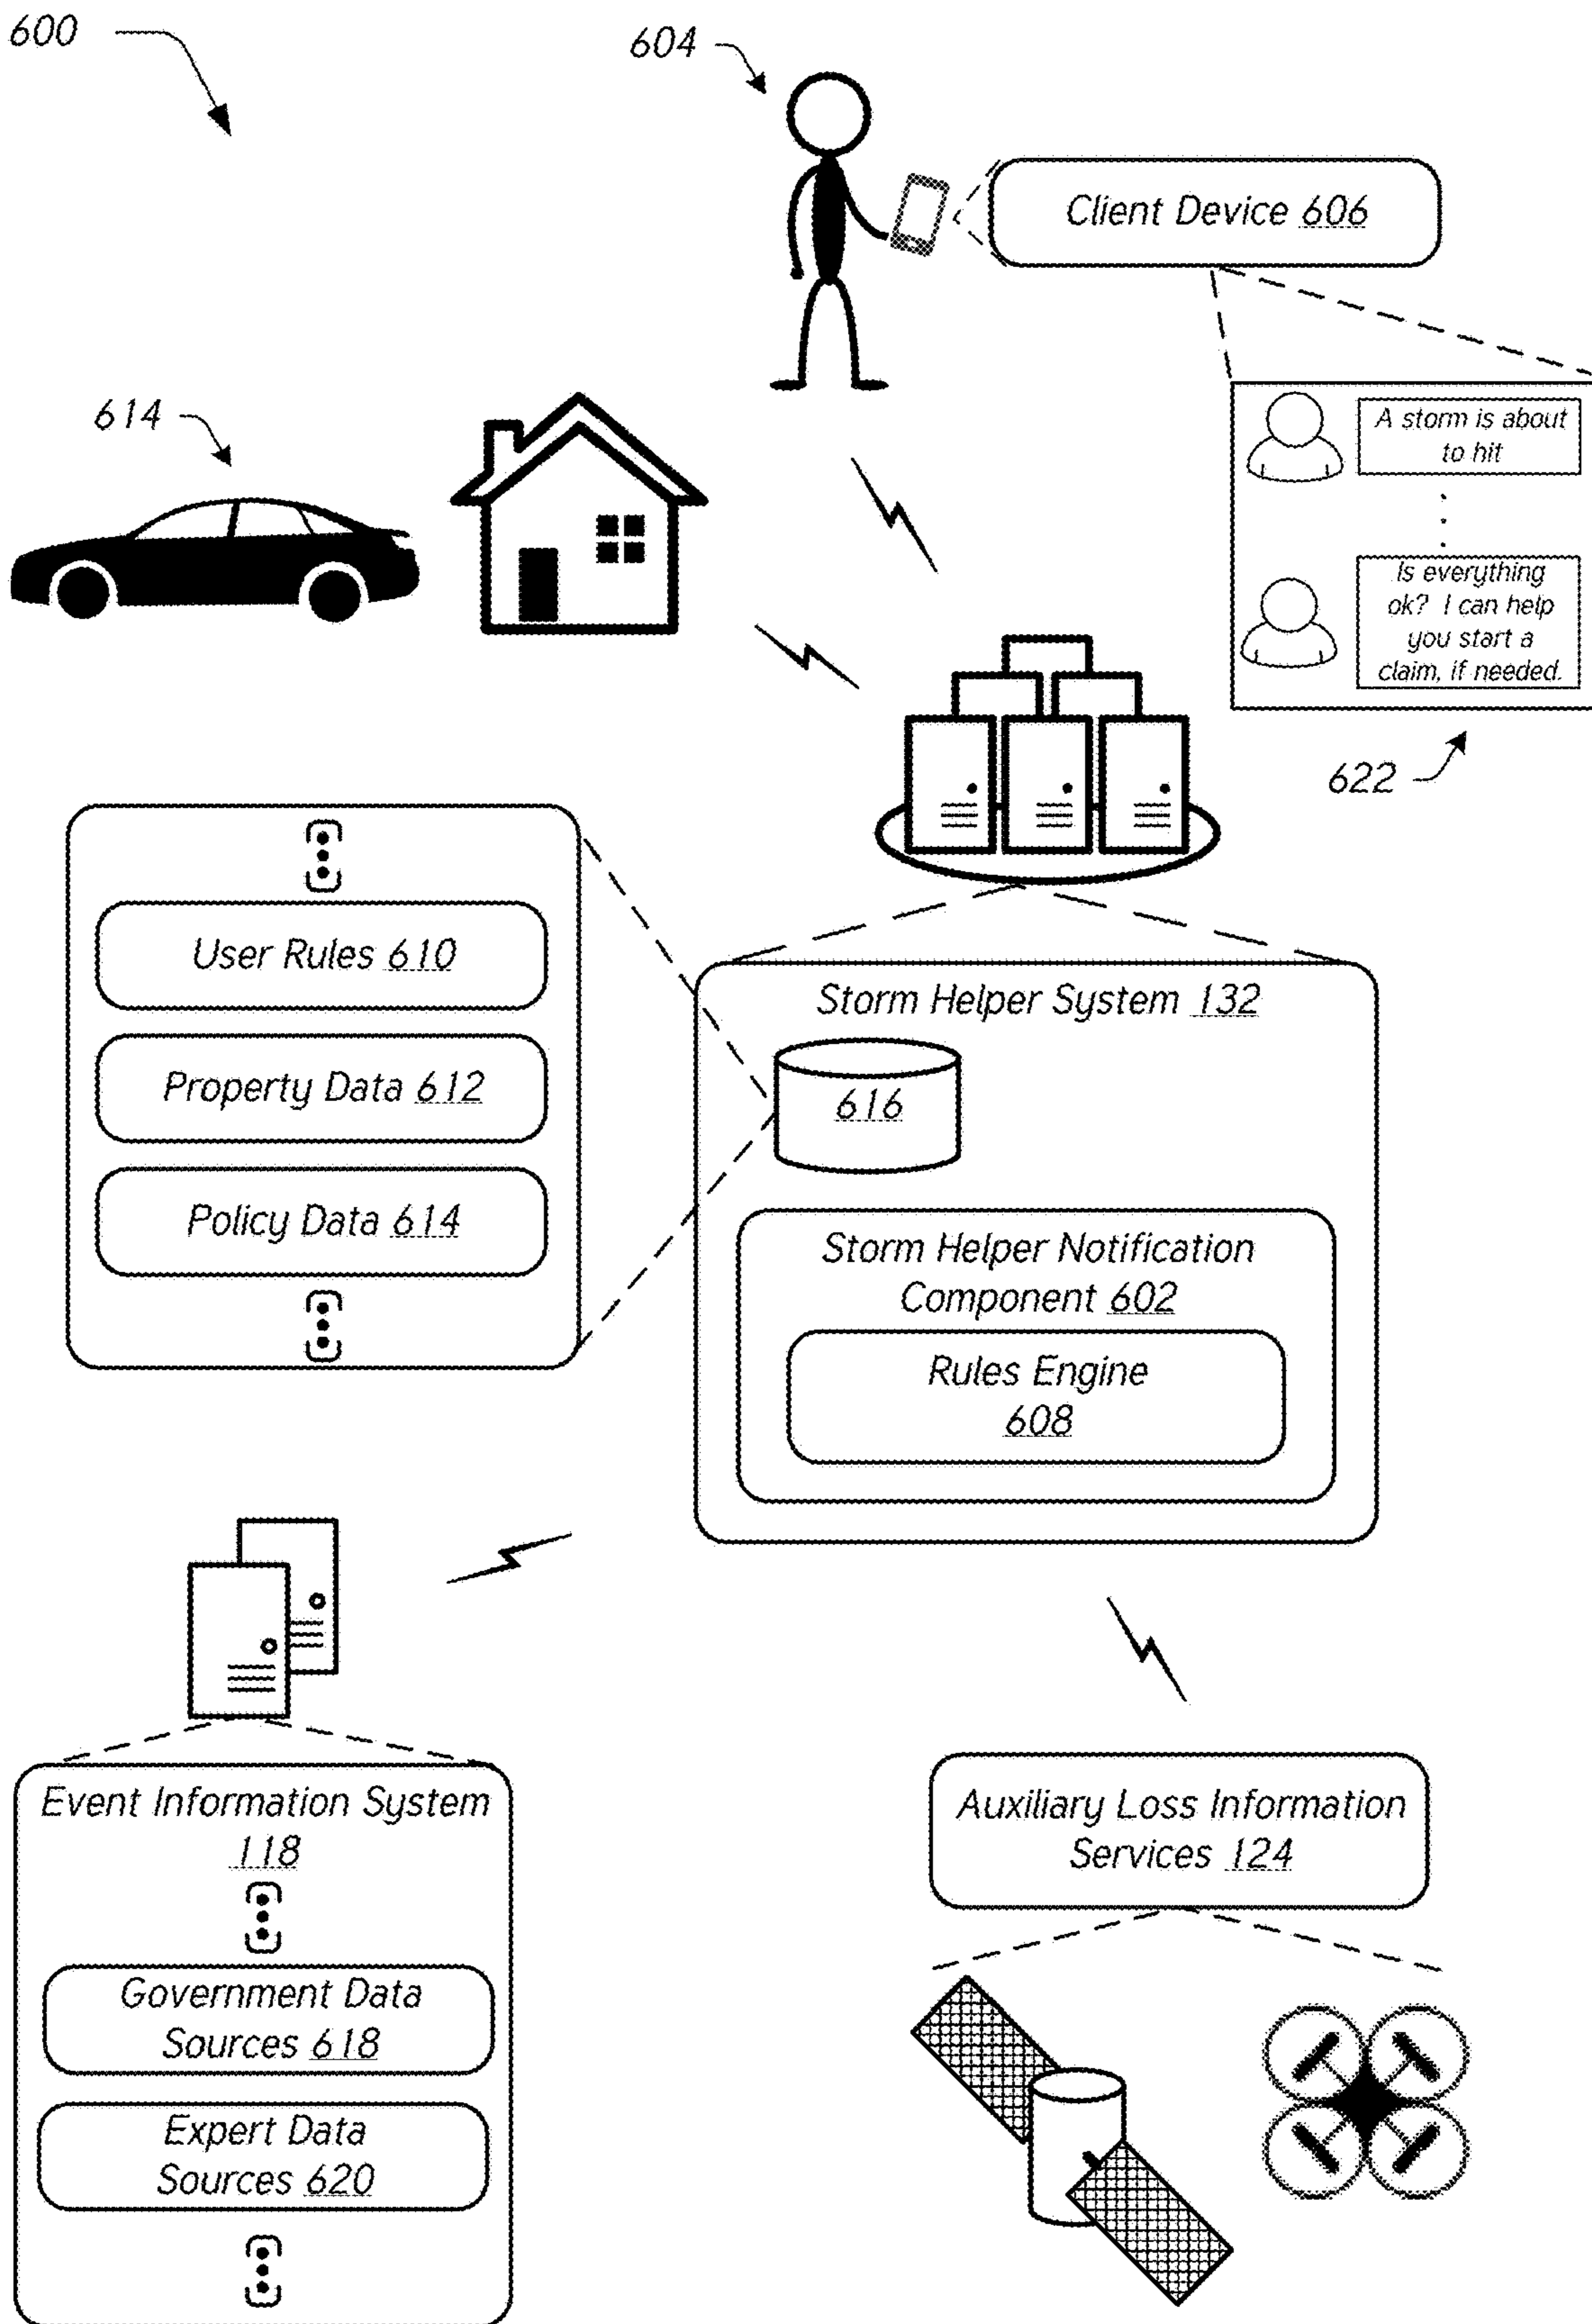 600
604
Client Device 606
614
A storm is about
to hit
Is everything
ok? I can help
you start a
claim, if needed.
622
User Rules 610
Property Data 612
Policy Data 614
Storm Helper System 132
616
Storm Helper Notification
Component 602
Rules Engine
608
Event Information System
118
Government Data
Sources 618
Expert Data
Sources 620
Auxiliary Loss Information
Services 124